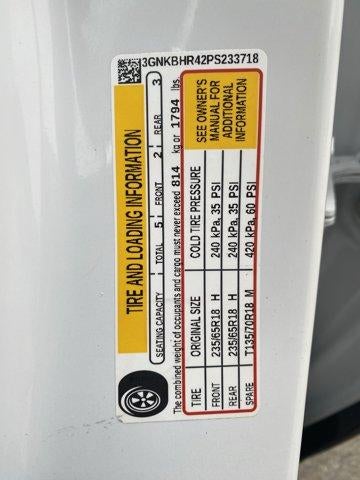 3GNKBHR42PS233718
TIRE AND LOADING INFORMATION
SEATING CAPACITY | TOTAL 5 | FRONT 2 | REAR 3
The combined weight of occupants and cargo must never exceed 814 kg or 1794 lbs.
TIRE ORIGINAL SIZE COLD TIRE PRESSURE
FRONT 235/65R18 H 240 kPa, 35 PSI
REAR 235/65R18 H 240 kPa, 35 PSI
SPARE T135/70R18 M 420 kPa, 60 PSI
SEE OWNER'S
MANUAL FOR
ADDITIONAL
INFORMATION